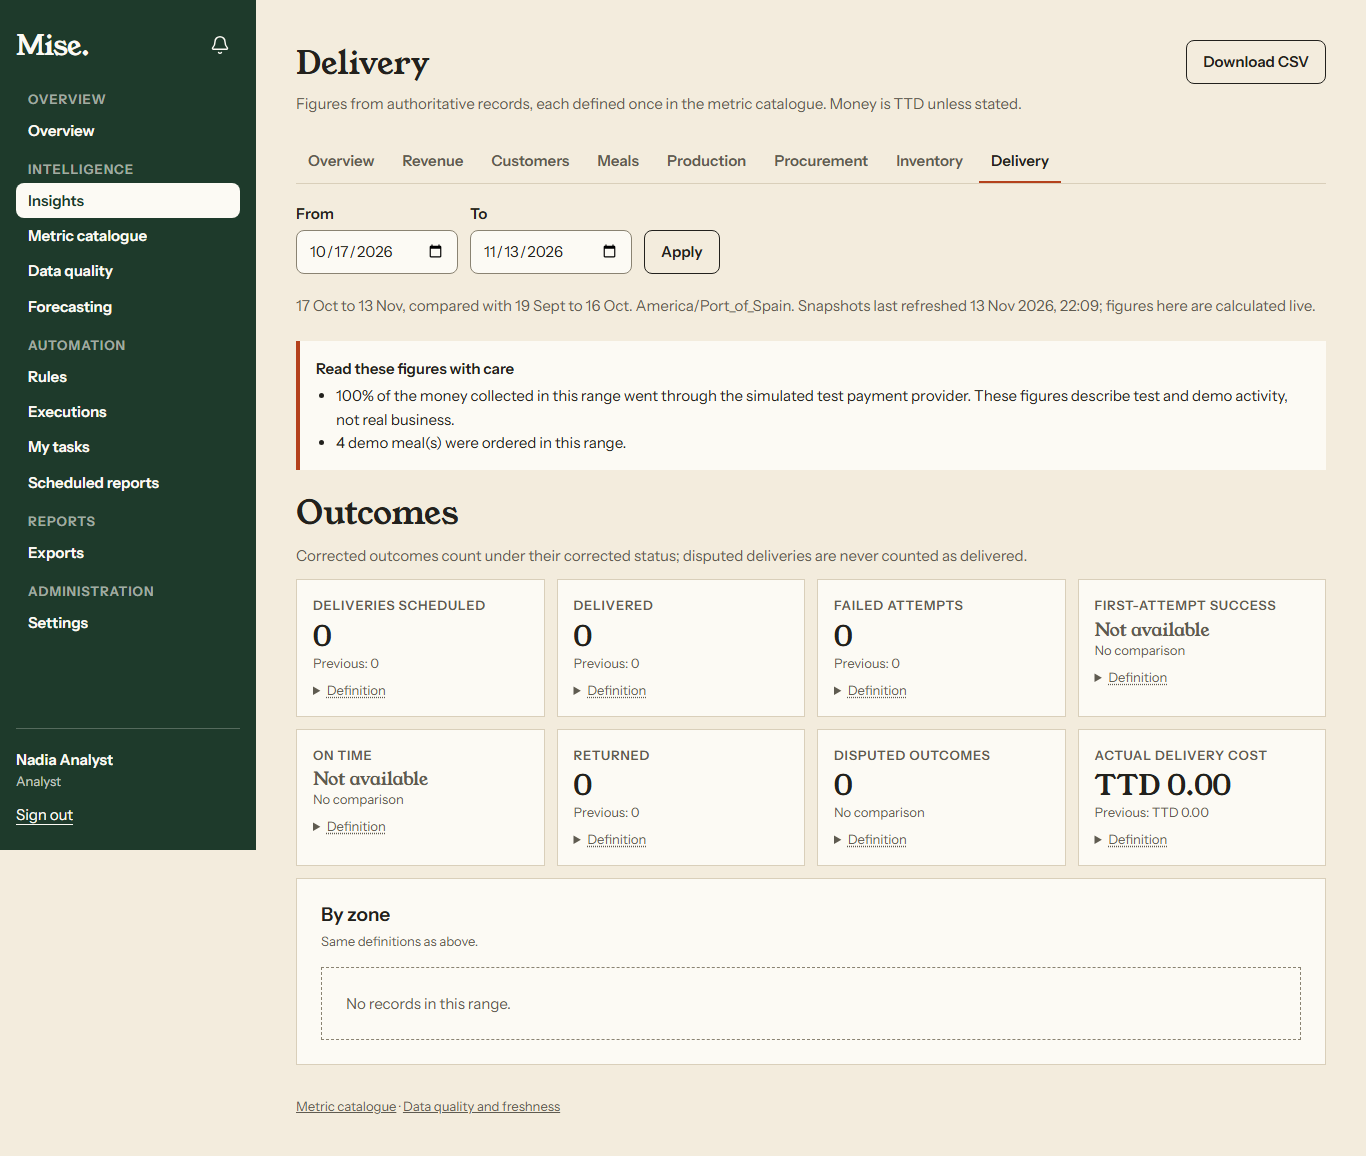 Mise.
OVERVIEW
Overview
INTELLIGENCE
Insights
Metric catalogue
Data quality
Forecasting
AUTOMATION
Rules
Executions
My tasks
Scheduled reports
REPORTS
Exports
ADMINISTRATION
Settings
Nadia Analyst
Analyst
Sign out
Delivery
Download CSV
Figures from authoritative records, each defined once in the metric catalogue. Money is TTD unless stated.
Overview Revenue Customers Meals Production Procurement Inventory Delivery
From To
10/17/2026 11/13/2026 Apply
17 Oct to 13 Nov, compared with 19 Sept to 16 Oct. America/Port_of_Spain. Snapshots last refreshed 13 Nov 2026, 22:09; figures here are calculated live.
Read these figures with care
• 100% of the money collected in this range went through the simulated test payment provider. These figures describe test and demo activity,
not real business.
• 4 demo meal(s) were ordered in this range.
Outcomes
Corrected outcomes count under their corrected status; disputed deliveries are never counted as delivered.
DELIVERIES SCHEDULED
0
Previous: 0
Definition
DELIVERED
0
Previous: 0
Definition
FAILED ATTEMPTS
0
Previous: 0
Definition
FIRST-ATTEMPT SUCCESS
Not available
No comparison
Definition
ON TIME
Not available
No comparison
Definition
RETURNED
0
Previous: 0
Definition
DISPUTED OUTCOMES
0
No comparison
Definition
ACTUAL DELIVERY COST
TTD 0.00
Previous: TTD 0.00
Definition
By zone
Same definitions as above.
No records in this range.
Metric catalogue · Data quality and freshness